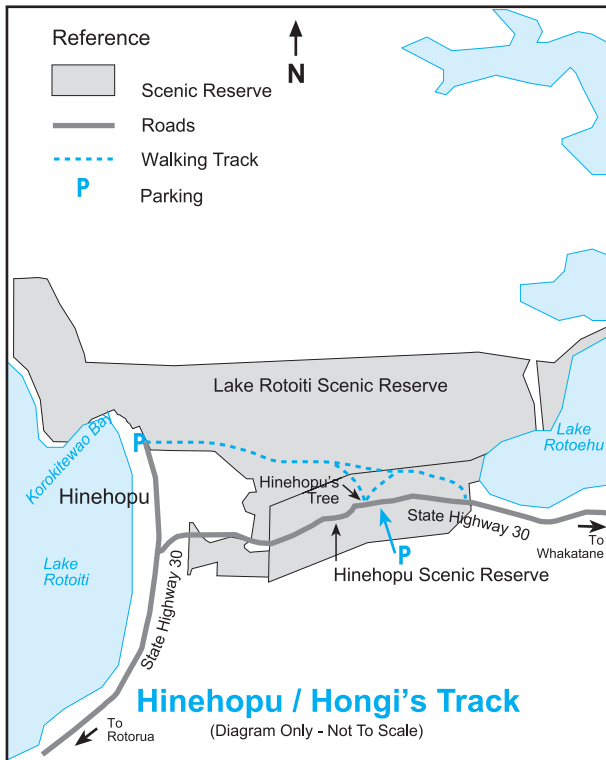 Reference
N
Scenic Reserve
Roads
Walking Track
P
Parking
Lake Rotoiti Scenic Reserve
Korokitewao Bay
P
Lake
Rotoehu
Hinehopu
Hinehopu's
Tree
State Highway 30
To
Whakatane
P
Hinehopu Scenic Reserve
Lake
Rotoiti
State Highway 30
Hinehopu / Hongi's Track
(Diagram Only - Not To Scale)
To
Rotorua